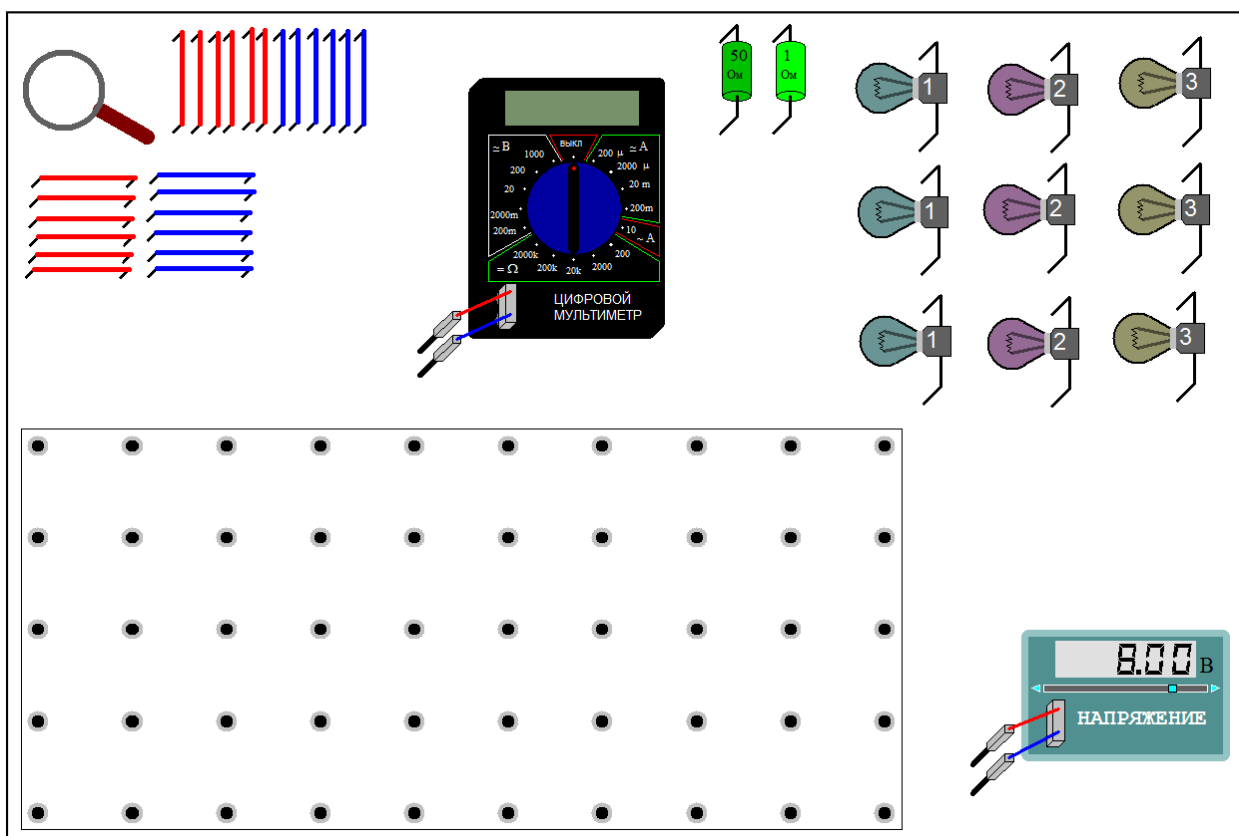 50
Ом
1
Ом
1
2
3
≃ В
ВЫКЛ
≃ A
1000
200 µ
200
2000 µ
20
20 m
2000m
200m
200m
10
~ A
2000k
200
= Ω
200k
20k
2000
ЦИФРОВОЙ
МУЛЬТИМЕТР
1
2
3
1
2
3
8.00 В
НАПРЯЖЕНИЕ